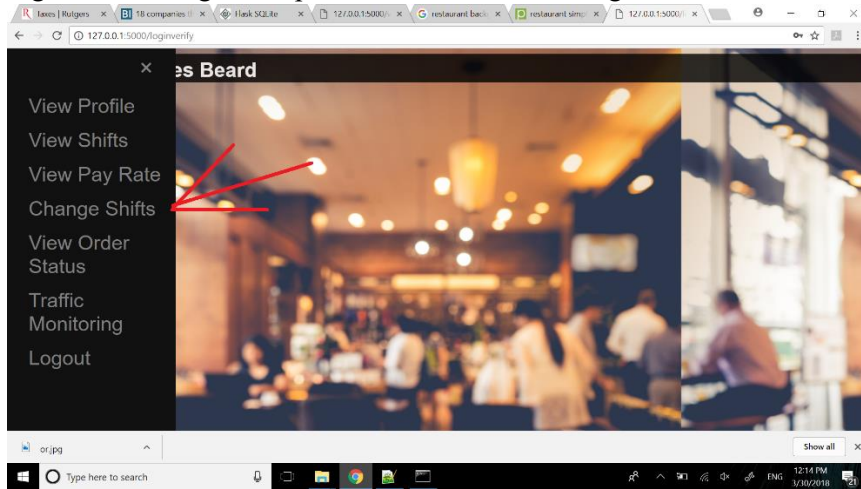 Taxes | Rutgers
18 companies th
Flask SQLite
127.0.0.1:5000/
restaurant back
restaurant simp
127.0.0.1:5000/
127.0.0.1:5000/loginverify
es Beard
View Profile
View Shifts
View Pay Rate
Change Shifts
View Order
Status
Traffic
Monitoring
Logout
or.jpg
Show all
Type here to search
ENG
12:14 PM
3/30/2018
21